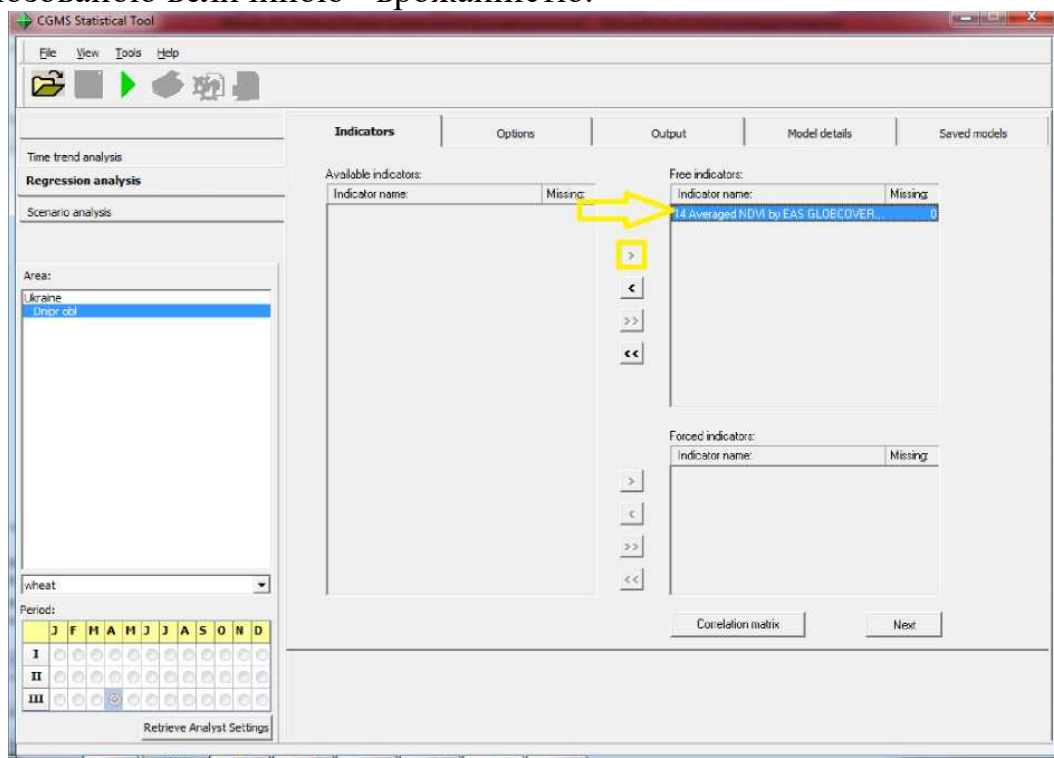 врожайністю.
CGMS Statistical Tool
File View Tools Help
Time trend analysis
Regression analysis
Scenario analysis
Area:
Ukraine
Dnipr obl
wheat
Period:
J F M A M J J A S O N D
I
II
III
Retrieve Analyst Settings
Indicators Options Output Model details Saved models
Available indicators:
Indicator name: Missing:
>
<
>>
<<
Free indicators:
Indicator name: Missing:
14 Averaged NDVI by EAS GLOBCOVER... 0
Forced indicators:
Indicator name: Missing:
>
<
>>
<<
Correlation matrix Next